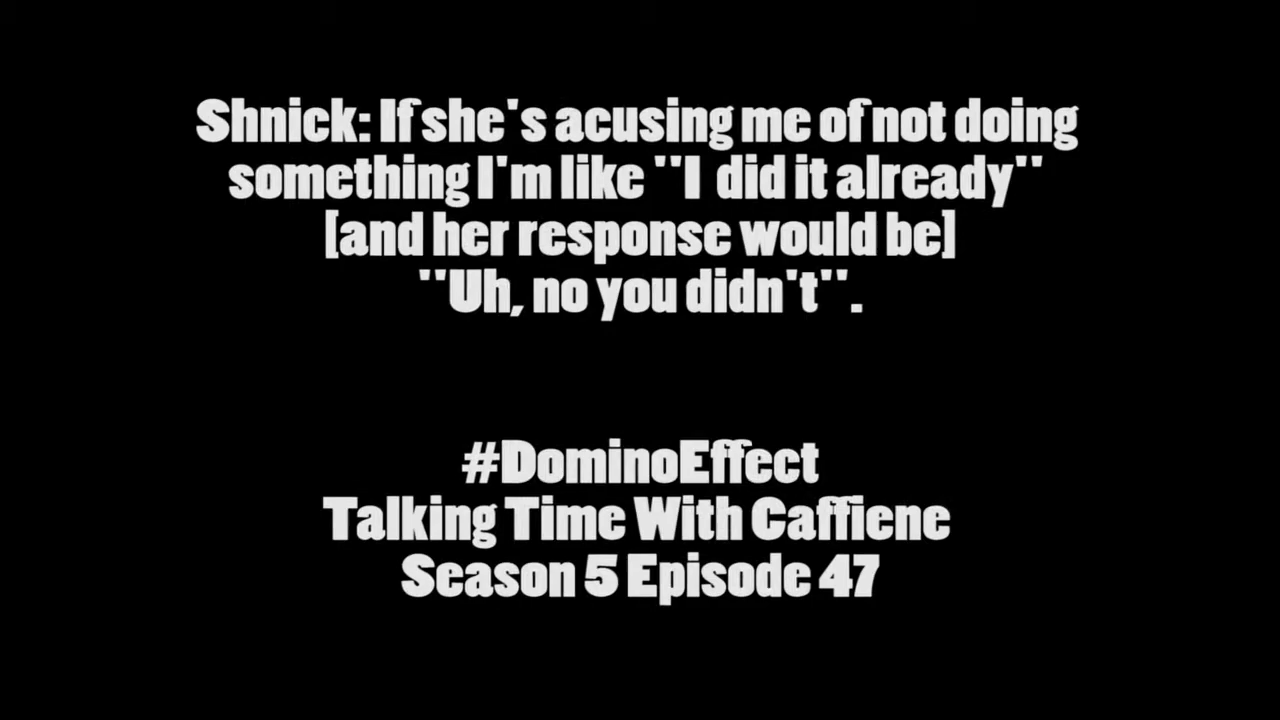 Shnick: If she's acusing me of not doing
something I'm like "I did it already"
[and her response would be]
"Uh, no you didn't".
#DominoEffect
Talking Time With Caffiene
Season 5 Episode 47